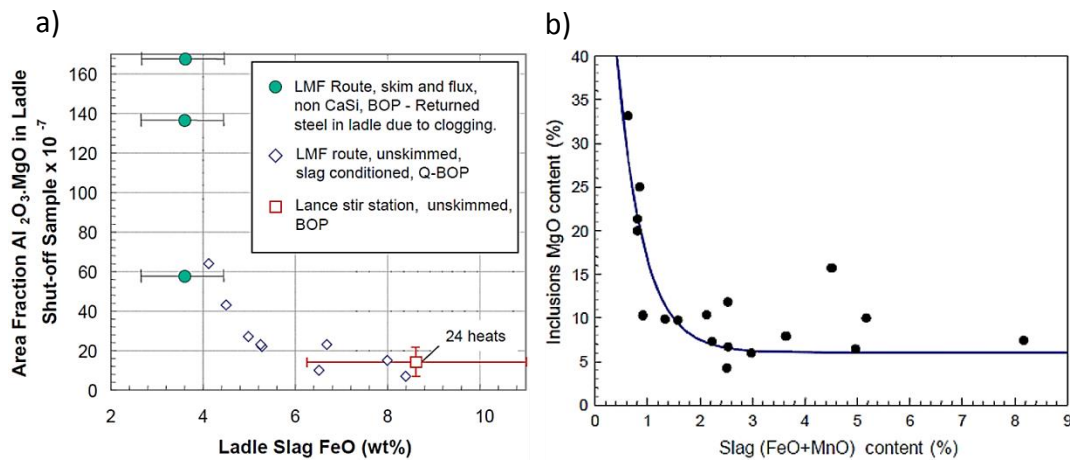 a)
Area Fraction Al2O3.MgO in Ladle
Shut-off Sample x 10-7
160
140
120
100
80
60
40
20
0
2
4
6
8
10
Ladle Slag FeO (wt%)
LMF Route, skim and flux,
non CaSi, BOP - Returned
steel in ladle due to clogging.
LMF route, unskimmed,
slag conditioned, Q-BOP
Lance stir station, unskimmed,
BOP
24 heats
b)
Inclusions MgO content (%)
40
35
30
25
20
15
10
5
0
0
1
2
3
4
5
6
7
8
9
Slag (FeO+MnO) content (%)